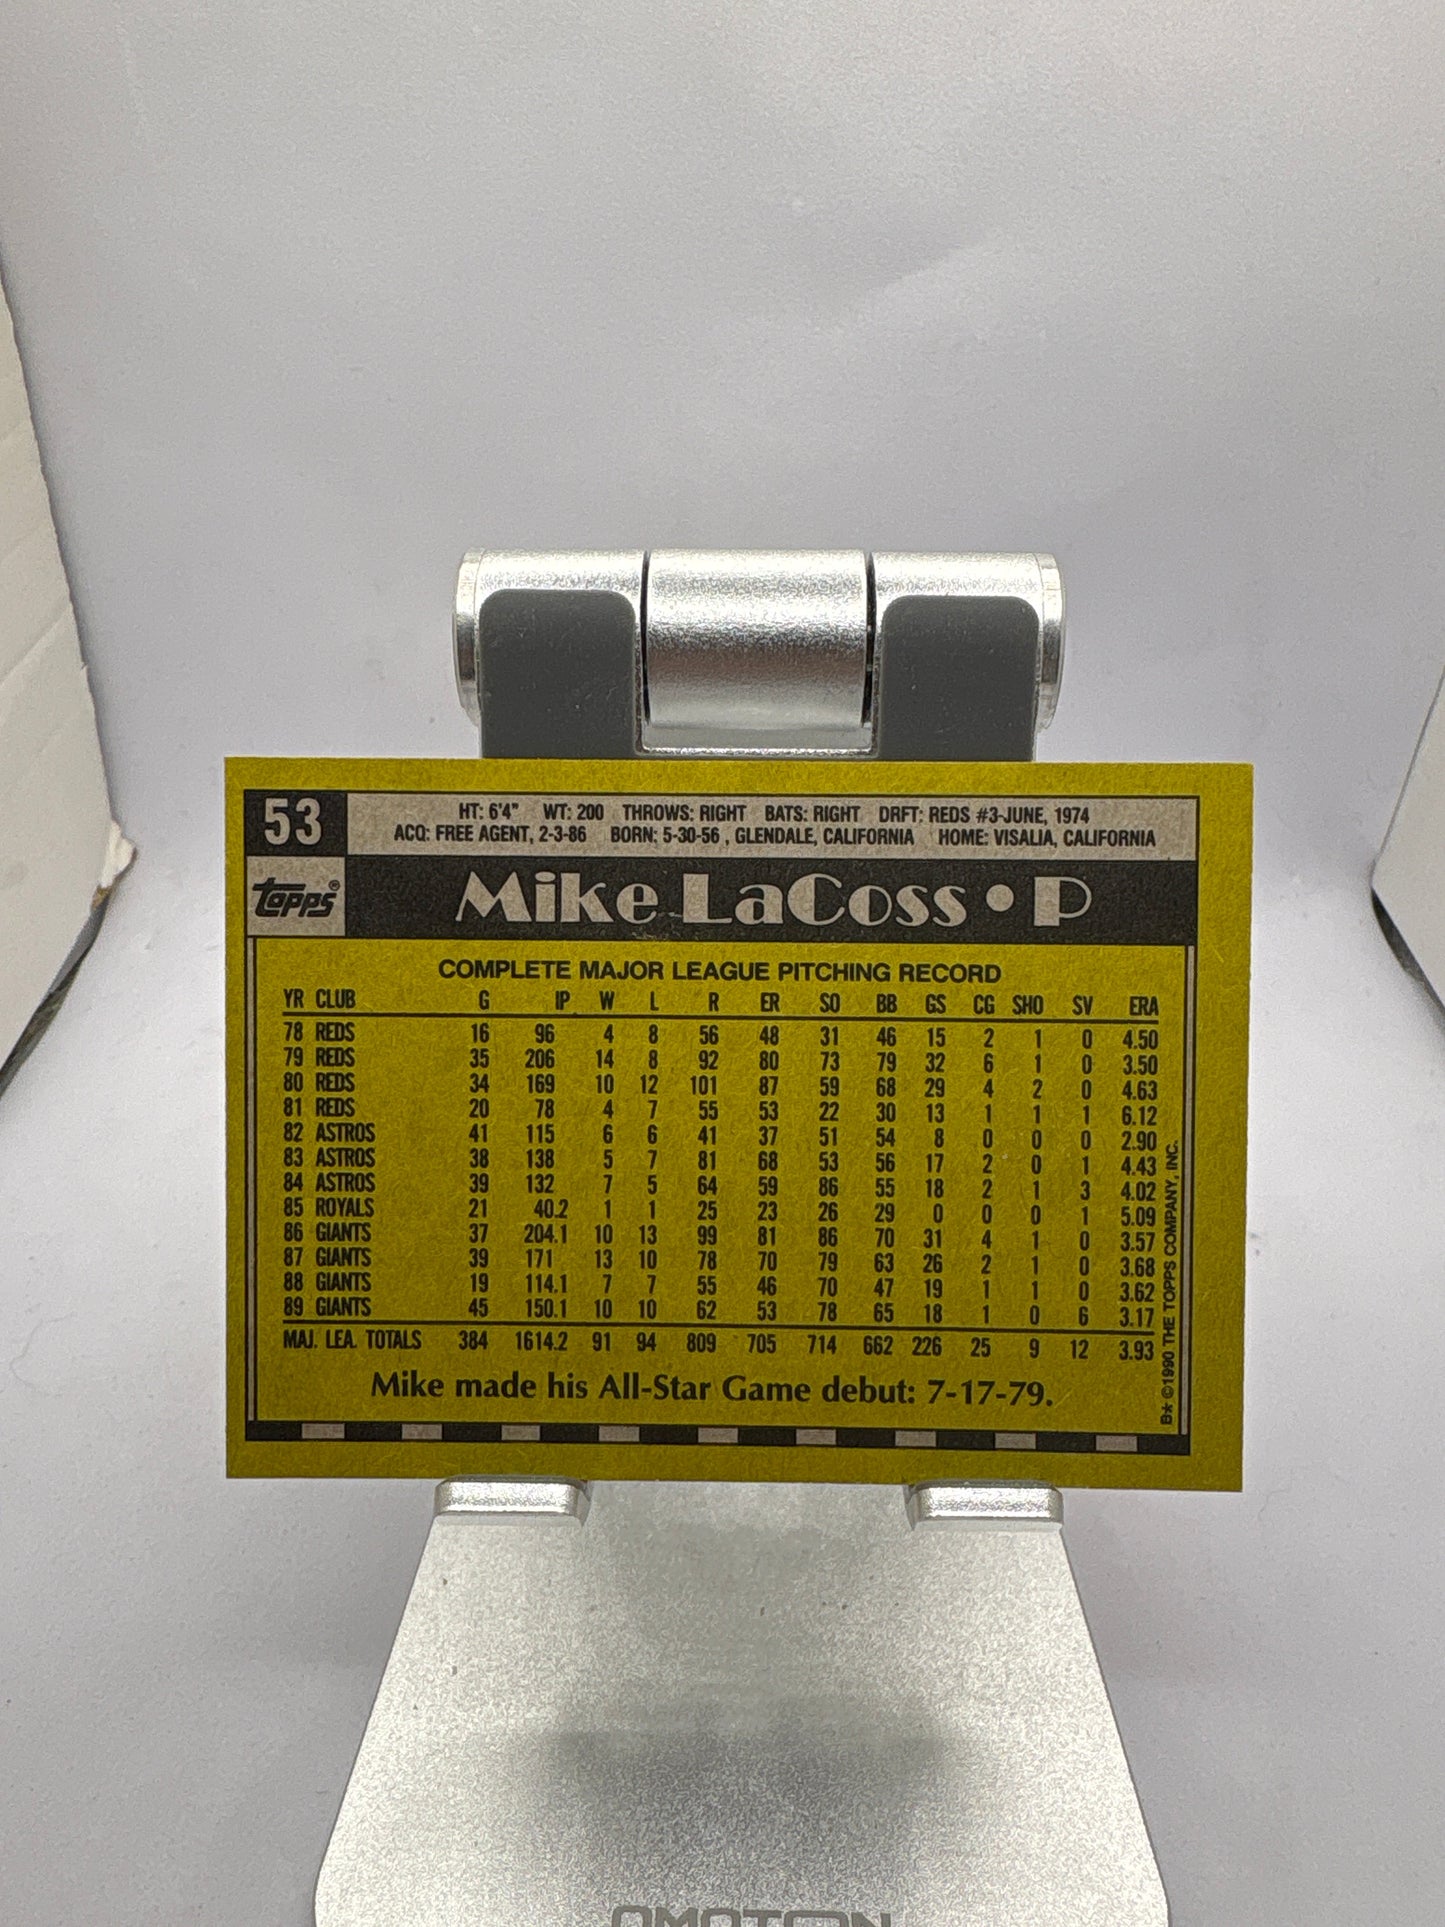 53
HT: 6'4" WT: 200 THROWS: RIGHT BATS: RIGHT DRFT: REDS #3-JUNE, 1974
ACQ: FREE AGENT, 2-3-86 BORN: 5-30-56 , GLENDALE, CALIFORNIA HOME: VISALIA, CALIFORNIA
Topps®
Mike LaCoss • P
COMPLETE MAJOR LEAGUE PITCHING RECORD
YR CLUB G IP W L R ER SO BB GS CG SHO SV ERA
78 REDS 16 96 4 8 56 48 31 46 15 2 1 0 4.50
79 REDS 35 206 14 8 92 80 73 79 32 6 1 0 3.50
80 REDS 34 169 10 12 101 87 59 68 29 4 2 0 4.63
81 REDS 20 78 4 7 55 53 22 30 13 1 1 1 6.12
82 ASTROS 41 115 6 6 41 37 51 54 8 0 0 0 2.90
83 ASTROS 38 138 5 7 81 68 53 56 17 2 0 1 4.43
84 ASTROS 39 132 7 5 64 59 86 55 18 2 1 3 4.02
85 ROYALS 21 40.2 1 1 25 23 26 29 0 0 0 1 5.09
86 GIANTS 37 204.1 10 13 99 81 86 70 31 4 1 0 3.57
87 GIANTS 39 171 13 10 78 70 79 63 26 2 1 0 3.68
88 GIANTS 19 114.1 7 7 55 46 70 47 19 1 1 0 3.62
89 GIANTS 45 150.1 10 10 62 53 78 65 18 1 0 6 3.17
MAJ. LEA. TOTALS 384 1614.2 91 94 809 705 714 662 226 25 9 12 3.93
Mike made his All-Star Game debut: 7-17-79.
B* ©1990 THE TOPPS COMPANY, INC.
OMOTON